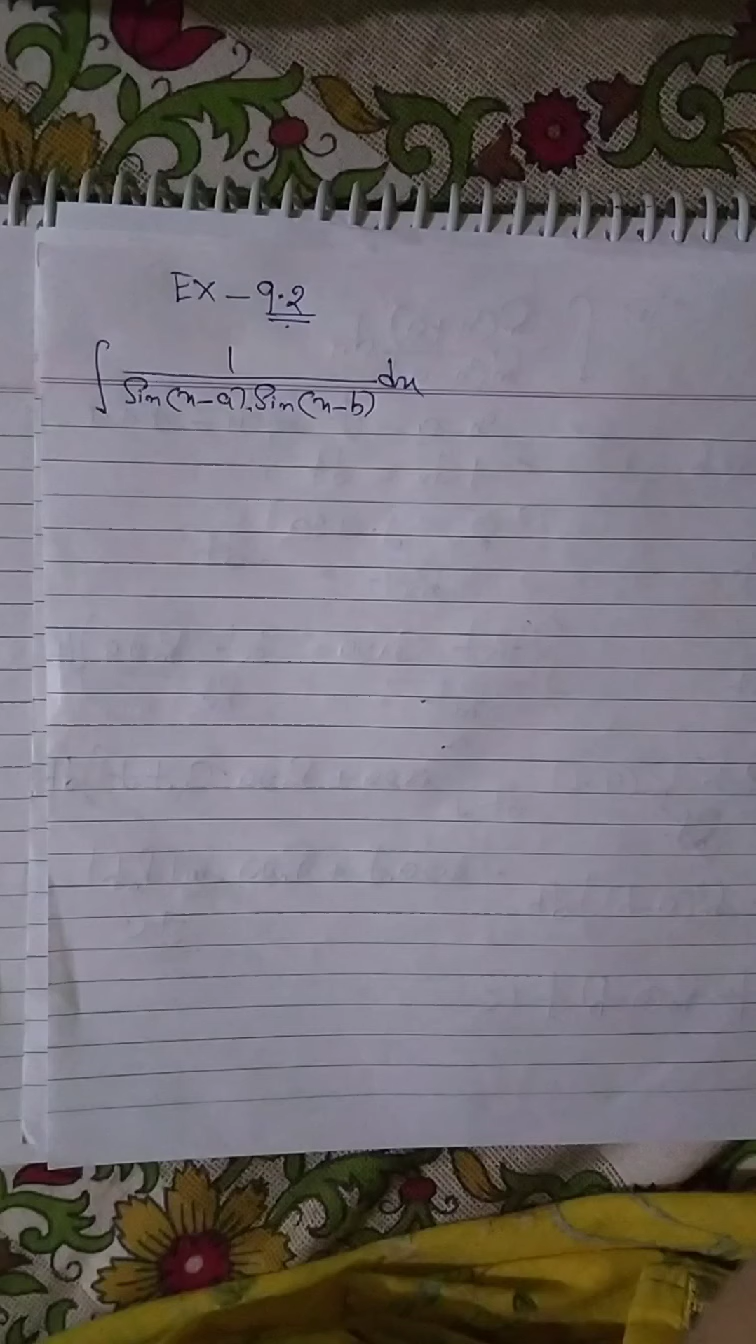 EX - 9.2
∫ 1 / Sin(x-a).Sin(x-b) dx